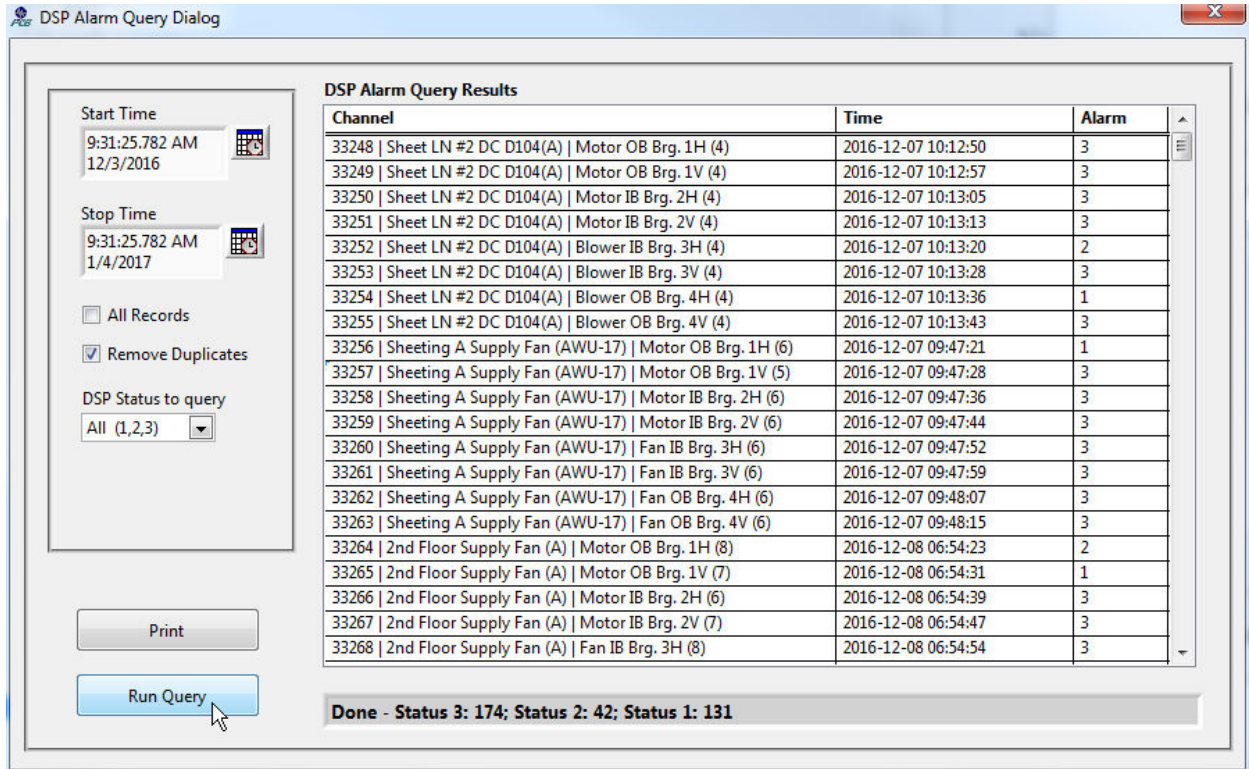 PCB DSP Alarm Query Dialog
X
DSP Alarm Query Results
Start Time
9:31:25.782 AM
12/3/2016
Stop Time
9:31:25.782 AM
1/4/2017
All Records
Remove Duplicates
DSP Status to query
All (1,2,3)
Print
Run Query
Channel Time Alarm
33248 | Sheet LN #2 DC D104(A) | Motor OB Brg. 1H (4) 2016-12-07 10:12:50 3
33249 | Sheet LN #2 DC D104(A) | Motor OB Brg. 1V (4) 2016-12-07 10:12:57 3
33250 | Sheet LN #2 DC D104(A) | Motor IB Brg. 2H (4) 2016-12-07 10:13:05 3
33251 | Sheet LN #2 DC D104(A) | Motor IB Brg. 2V (4) 2016-12-07 10:13:13 3
33252 | Sheet LN #2 DC D104(A) | Blower IB Brg. 3H (4) 2016-12-07 10:13:20 2
33253 | Sheet LN #2 DC D104(A) | Blower IB Brg. 3V (4) 2016-12-07 10:13:28 3
33254 | Sheet LN #2 DC D104(A) | Blower OB Brg. 4H (4) 2016-12-07 10:13:36 1
33255 | Sheet LN #2 DC D104(A) | Blower OB Brg. 4V (4) 2016-12-07 10:13:43 3
33256 | Sheeting A Supply Fan (AWU-17) | Motor OB Brg. 1H (6) 2016-12-07 09:47:21 1
33257 | Sheeting A Supply Fan (AWU-17) | Motor OB Brg. 1V (5) 2016-12-07 09:47:28 3
33258 | Sheeting A Supply Fan (AWU-17) | Motor IB Brg. 2H (6) 2016-12-07 09:47:36 3
33259 | Sheeting A Supply Fan (AWU-17) | Motor IB Brg. 2V (6) 2016-12-07 09:47:44 3
33260 | Sheeting A Supply Fan (AWU-17) | Fan IB Brg. 3H (6) 2016-12-07 09:47:52 3
33261 | Sheeting A Supply Fan (AWU-17) | Fan IB Brg. 3V (6) 2016-12-07 09:47:59 3
33262 | Sheeting A Supply Fan (AWU-17) | Fan OB Brg. 4H (6) 2016-12-07 09:48:07 3
33263 | Sheeting A Supply Fan (AWU-17) | Fan OB Brg. 4V (6) 2016-12-07 09:48:15 3
33264 | 2nd Floor Supply Fan (A) | Motor OB Brg. 1H (8) 2016-12-08 06:54:23 2
33265 | 2nd Floor Supply Fan (A) | Motor OB Brg. 1V (7) 2016-12-08 06:54:31 1
33266 | 2nd Floor Supply Fan (A) | Motor IB Brg. 2H (6) 2016-12-08 06:54:39 3
33267 | 2nd Floor Supply Fan (A) | Motor IB Brg. 2V (7) 2016-12-08 06:54:47 3
33268 | 2nd Floor Supply Fan (A) | Fan IB Brg. 3H (8) 2016-12-08 06:54:54 3
Done - Status 3: 174; Status 2: 42; Status 1: 131